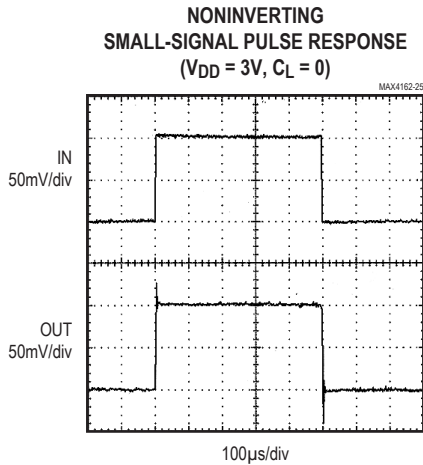 NONINVERTING
SMALL-SIGNAL PULSE RESPONSE
(VDD = 3V, CL = 0)
MAX4162-25
IN
50mV/div
OUT
50mV/div
100μs/div